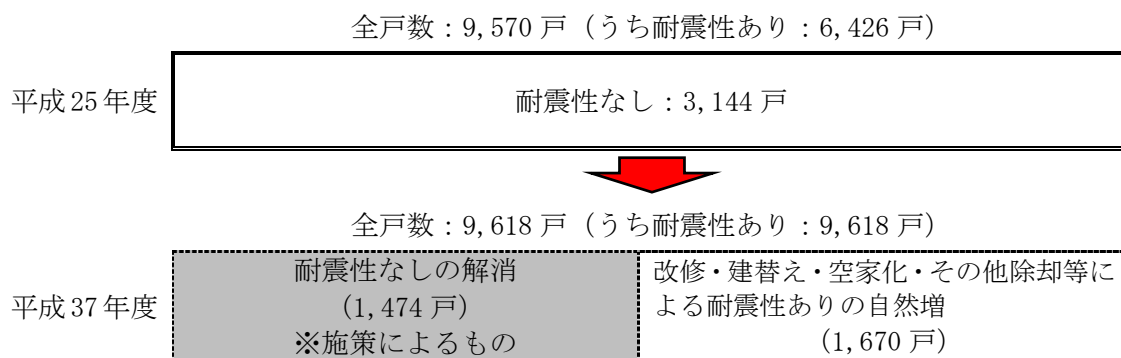 全戸数：9,570 戸（うち耐震性あり：6,426 戸）
平成 25 年度
耐震性なし：3,144 戸
全戸数：9,618 戸（うち耐震性あり：9,618 戸）
平成 37 年度
耐震性なしの解消
（1,474 戸）
※施策によるもの
改修・建替え・空家化・その他除却等に
よる耐震性ありの自然増
（1,670 戸）